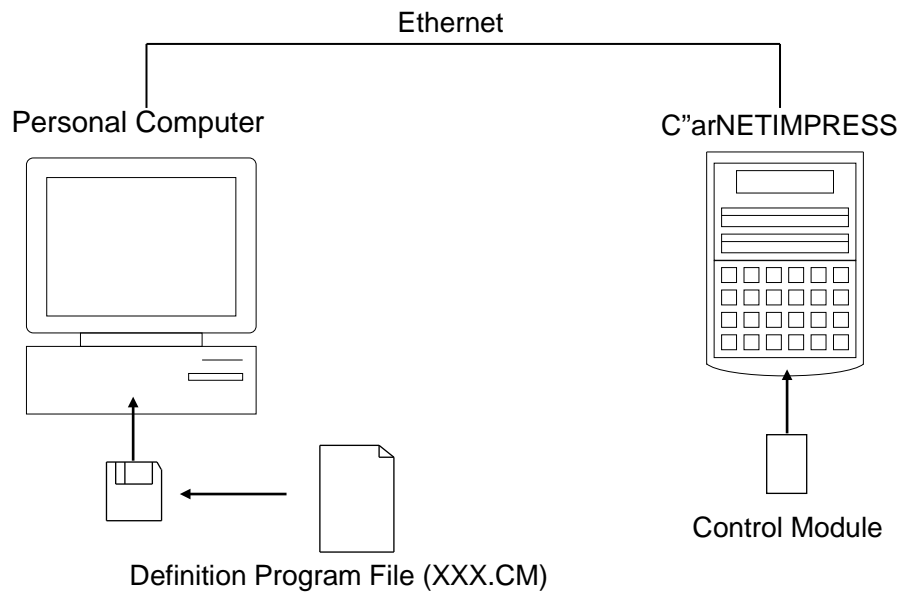 Ethernet
Personal Computer
C”arNETIMPRESS
Control Module
Definition Program File (XXX.CM)